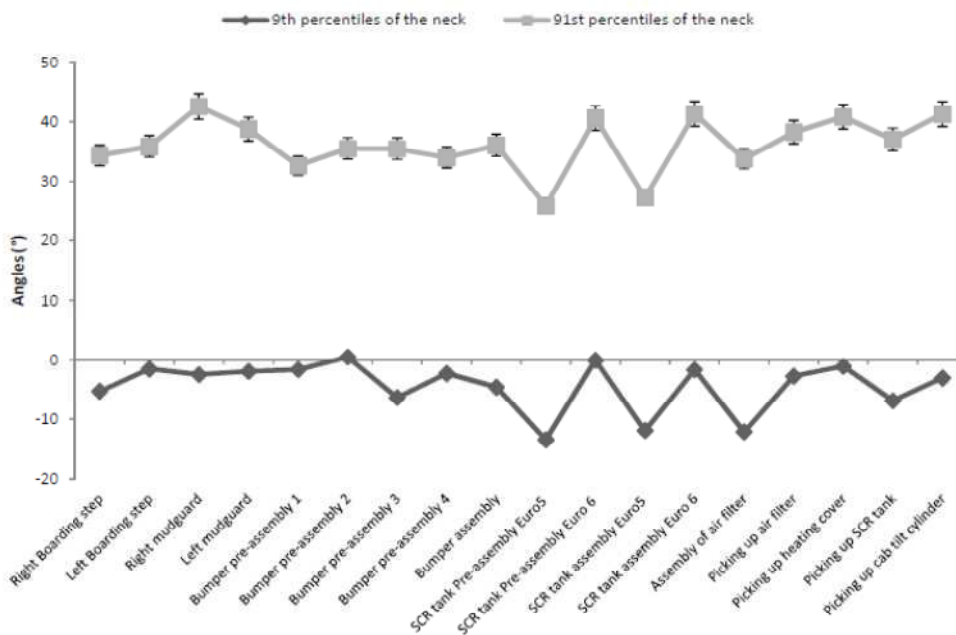 9th percentiles of the neck
91st percentiles of the neck
50
40
30
20
10
0
-10
-20
Angles (°)
Right Boarding step
Left Boarding step
Right mudguard
Left mudguard
Bumper pre-assembly 1
Bumper pre-assembly 2
Bumper pre-assembly 3
Bumper pre-assembly 4
Bumper assembly
SCR tank Pre-assembly Euro5
SCR tank Pre-assembly Euro 6
SCR tank assembly Euro5
SCR tank assembly Euro 6
Assembly of air filter
Picking up air filter
Picking up heating cover
Picking up SCR tank
Picking up cab tilt cylinder